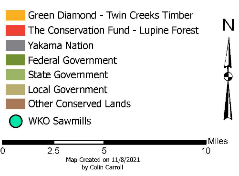 Green Diamond - Twin Creeks Timber
N
The Conservation Fund - Lupine Forest
Yakama Nation
Federal Government
State Government
Local Government
Other Conserved Lands
WKO Sawmills
Miles
0 2.5 5 10
Map Created on 11/8/2021
by Colin Carroll